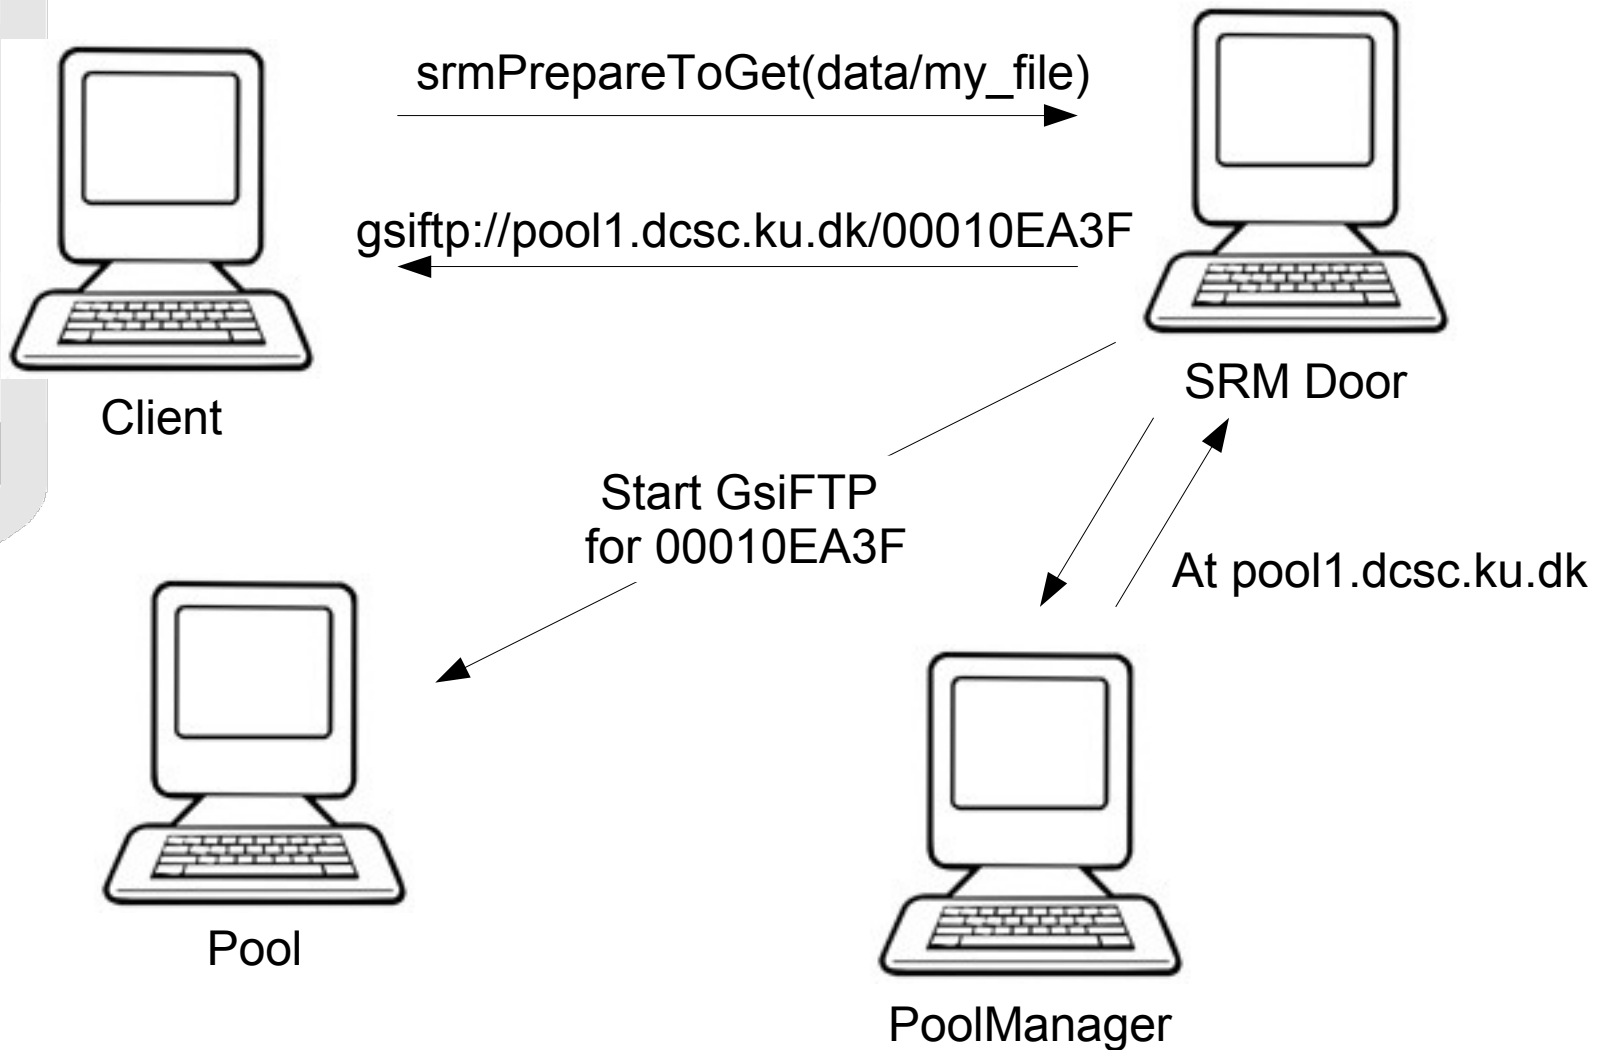 srmPrepareToGet(data/my_file)
gsiftp://pool1.dcsc.ku.dk/00010EA3F
SRM Door
Client
Start GsiFTP
for 00010EA3F
At pool1.dcsc.ku.dk
Pool
PoolManager